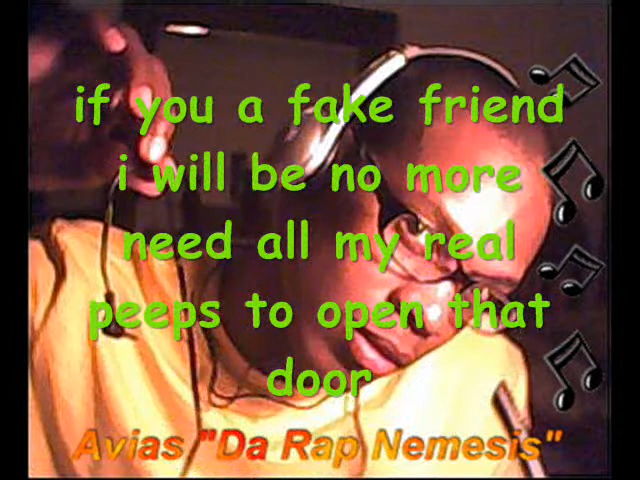 if you a fake friend
i will be no more
need all my real
peeps to open that
door
Avias "Da Rap Nemesis"